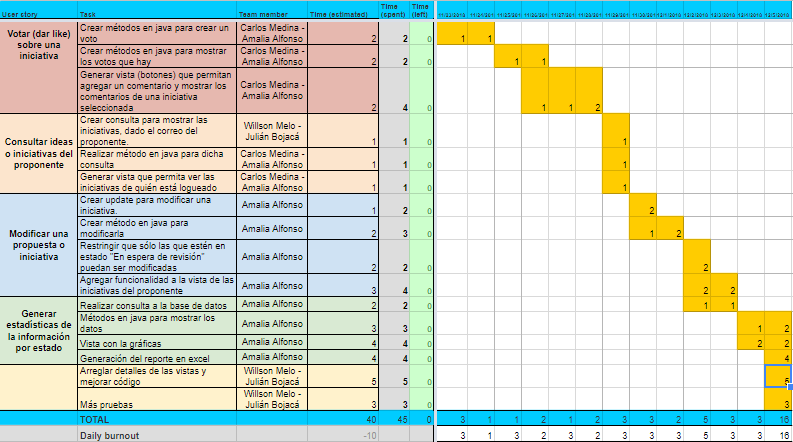 User story Task Team member Time (estimated) Time (spent) Time (left)
Votar (dar like) sobre una iniciativa
Crear métodos en java para crear un voto Carlos Medina - Amalia Alfonso 2 2 0 1 1
Crear métodos en java para mostrar los votos que hay Carlos Medina - Amalia Alfonso 2 2 0 1 1
Generar vista (botones) que permitan agregar un comentario y mostrar los comentarios de una iniciativa seleccionada Carlos Medina - Amalia Alfonso 2 4 0 1 1 2
Consultar ideas o iniciativas del proponente
Crear consulta para mostrar las iniciativas, dado el correo del proponente. Willson Melo - Julián Bojacá 1 1 0 1
Realizar método en java para dicha consulta Carlos Medina - Amalia Alfonso 1 1 0 1
Generar vista que permita ver las iniciativas de quién está logueado Carlos Medina - Amalia Alfonso 1 1 0 1
Modificar una propuesta o iniciativa
Crear update para modificar una iniciativa. Amalia Alfonso 1 2 0 2
Crear método en java para modificarla Amalia Alfonso 2 3 0 1 2
Restringir que sólo las que estén en estado "En espera de revisión" puedan ser modificadas Amalia Alfonso 2 2 0 2
Agregar funcionalidad a la vista de las iniciativas del proponente Amalia Alfonso 3 4 0 2 2
Generar estadísticas de la información por estado
Realizar consulta a la base de datos Amalia Alfonso 2 2 0 1 1
Métodos en java para mostrar los datos Amalia Alfonso 3 3 0 1 2
Vista con la gráficas Amalia Alfonso 4 4 0 2 2
Generación del reporte en excel Amalia Alfonso 4 4 0 4
Arreglar detalles de las vistas y mejorar código Willson Melo - Julián Bojacá 5 5 0 5
Más pruebas Willson Melo - Julián Bojacá 3 3 0 3
TOTAL 40 45 0 3 1 1 2 1 2 3 3 2 5 3 3 16
Daily burnout -10 3 1 3 2 3 2 3 3 3 5 3 3 16